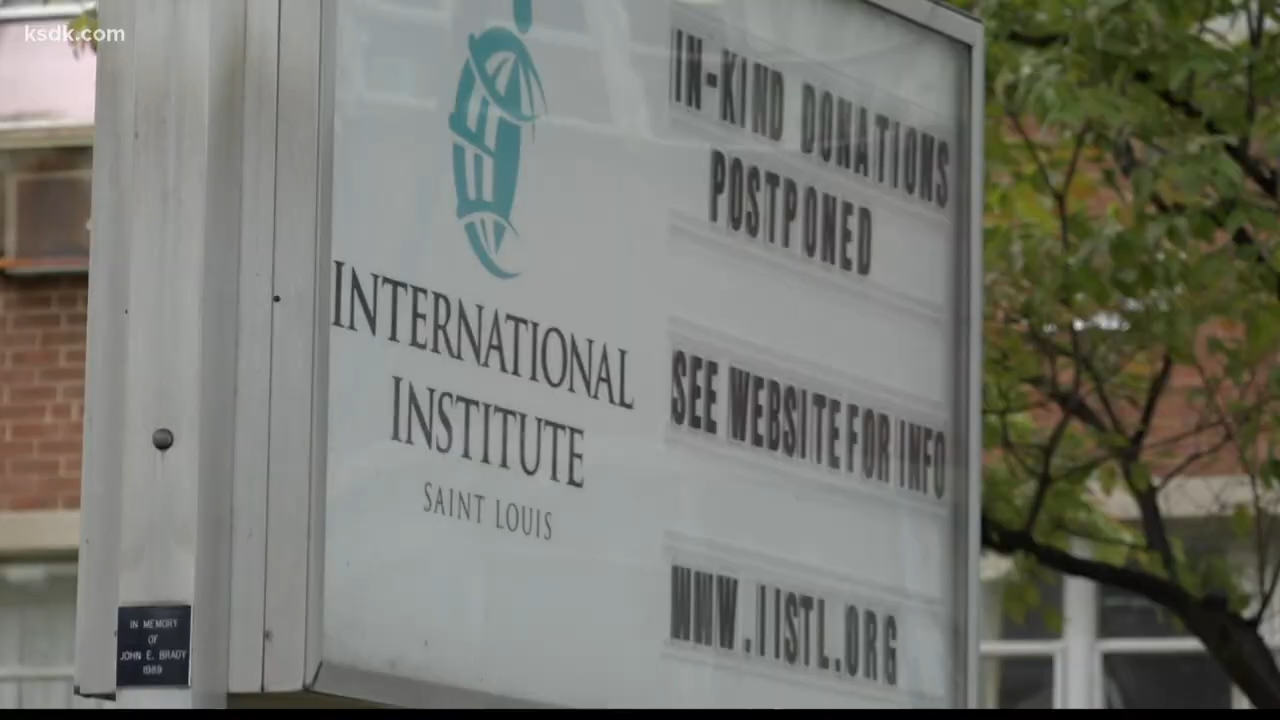 ksdk.com
INTERNATIONAL
INSTITUTE
SAINT LOUIS
IN-KIND DONATIONS
POSTPONED
SEE WEBSITE FOR INFO
WWW.IISTL.ORG
IN MEMORY
OF
JOHN E. BRADY
1989